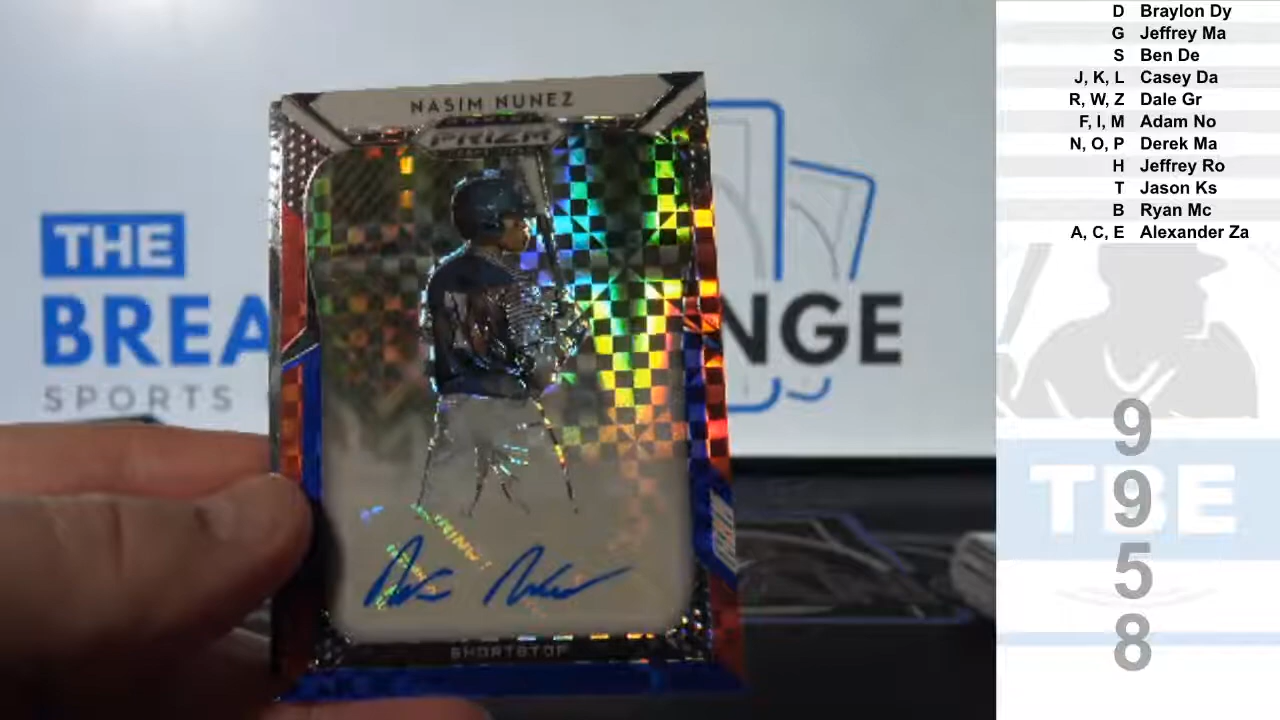 NASIM NUNEZ
PRIZM
THE
BREA NGE
SPORTS
SHORTSTOP
D Braylon Dy
G Jeffrey Ma
S Ben De
J, K, L Casey Da
R, W, Z Dale Gr
F, I, M Adam No
N, O, P Derek Ma
H Jeffrey Ro
T Jason Ks
B Ryan Mc
A, C, E Alexander Za
TBE
9
9
5
8